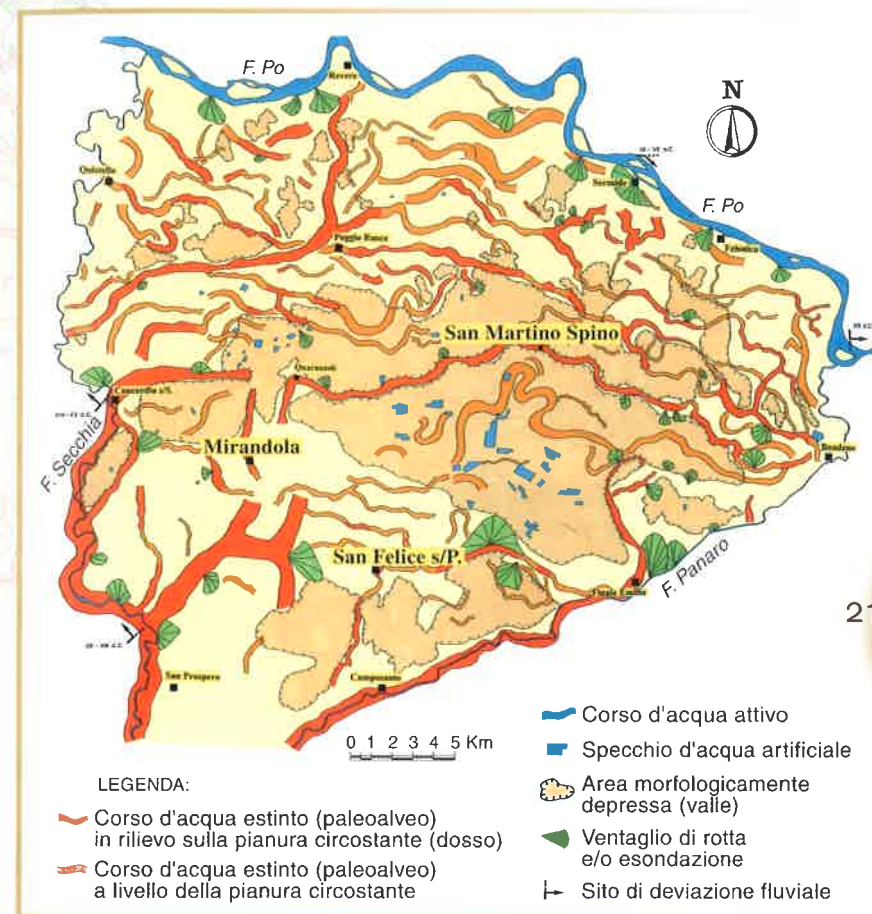 F. Po
Revere
N
Quistello
Sermide
F. Po
Poggio Rusco
Felonica
San Martino Spino
Quarantoli
Concordia s/S.
F. Secchia
Mirandola
Bondeno
San Felice s/P.
F. Panaro
Finale Emilia
21
San Prospero
Camposanto
0 1 2 3 4 5 Km
LEGENDA:
Corso d'acqua estinto (paleoalveo)
in rilievo sulla pianura circostante (dosso)
Corso d'acqua estinto (paleoalveo)
a livello della pianura circostante
Corso d'acqua attivo
Specchio d'acqua artificiale
Area morfologicamente
depressa (valle)
Ventaglio di rotta
e/o esondazione
Sito di deviazione fluviale